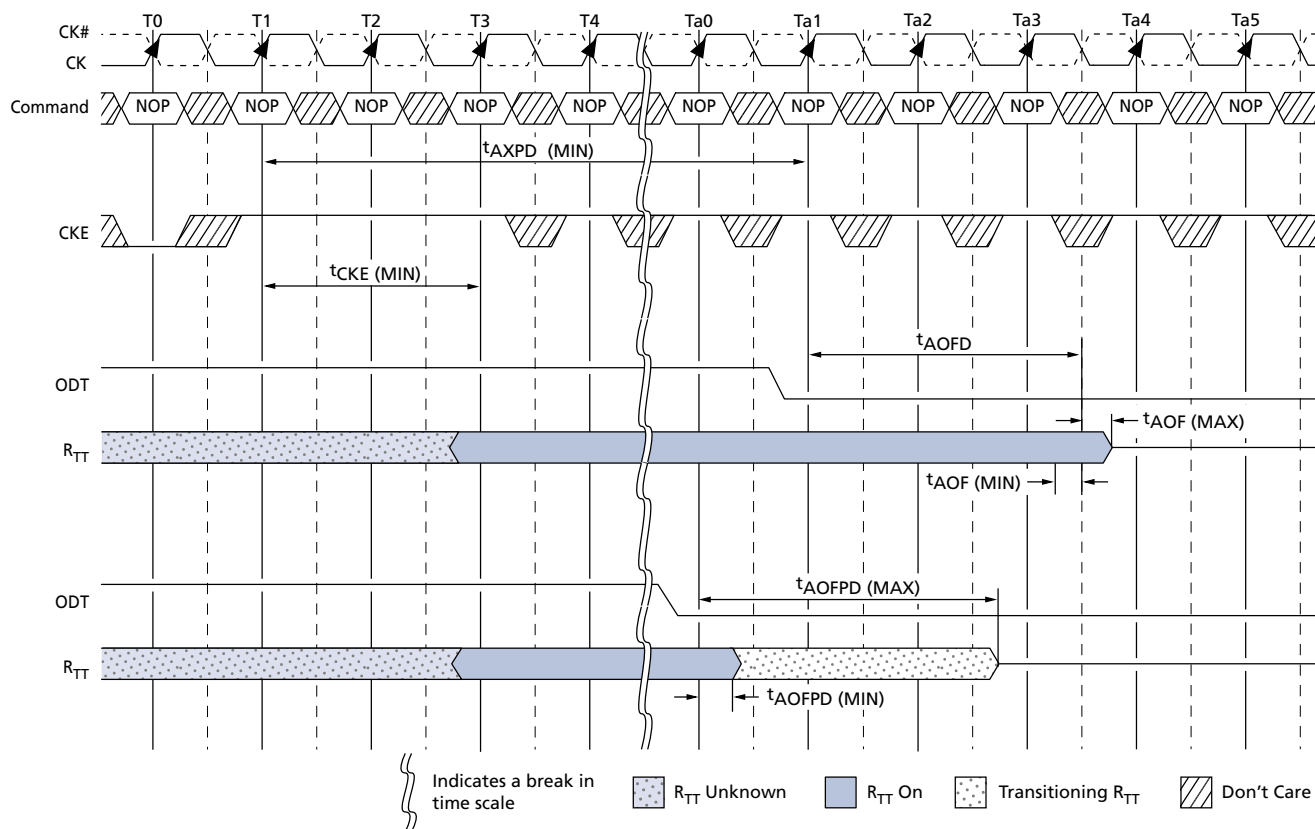 T0 T1 T2 T3 T4 Ta0 Ta1 Ta2 Ta3 Ta4 Ta5
CK#
CK
Command NOP NOP NOP NOP NOP NOP NOP NOP NOP NOP NOP
tAXPD (MIN)
CKE
tCKE (MIN)
tAOFD
ODT
tAOF (MAX)
RTT
tAOF (MIN)
tAOFPD (MAX)
ODT
RTT
tAOFPD (MIN)
Indicates a break in
time scale
RTT Unknown
RTT On
Transitioning RTT
Don't Care